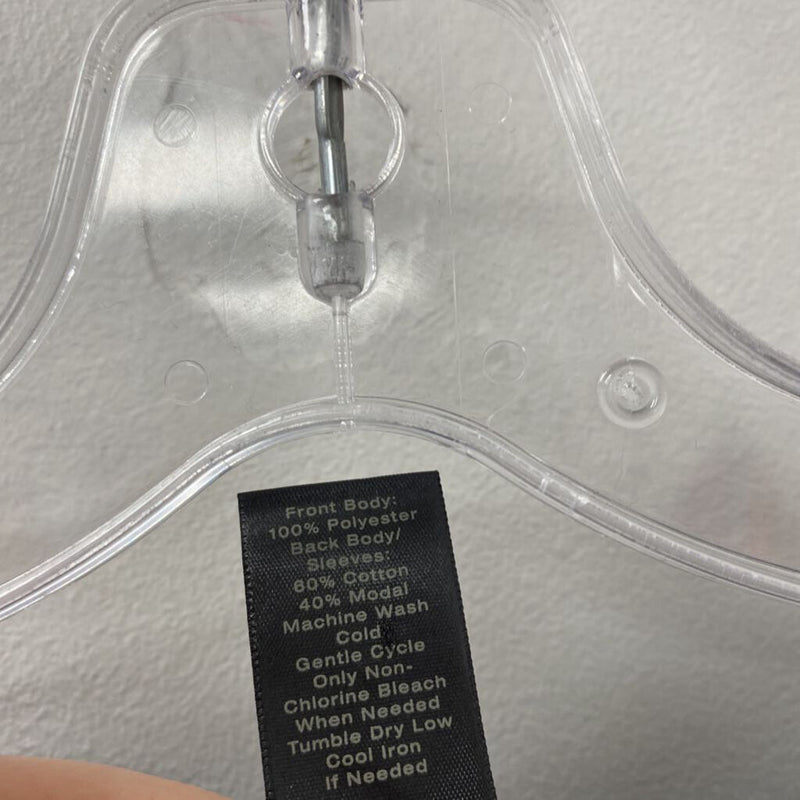 Front Body:
100% Polyester
Back Body/
Sleeves:
60% Cotton
40% Modal
Machine Wash
Cold
Gentle Cycle
Only Non-
Chlorine Bleach
When Needed
Tumble Dry Low
Cool Iron
If Needed